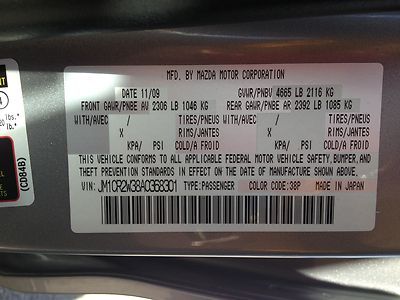 MFD. BY MAZDA MOTOR CORPORATION
DATE 11/09 GVWR/PNBV 4665 LB 2116 KG
FRONT GAWR/PNBE AV 2306 LB 1046 KG REAR GAWR/PNBE AR 2392 LB 1085 KG
WITH/AVEC TIRES/PNEUS WITH/AVEC TIRES/PNEUS
X RIMS/JANTES X RIMS/JANTES
KPA/ PSI/LPC COLD/A FROID KPA/ PSI/LPC COLD/A FROID
THIS VEHICLE CONFORMS TO ALL APPLICABLE FEDERAL MOTOR VEHICLE SAFETY, BUMPER, AND
THEFT PREVENTION STANDARDS IN EFFECT ON THE DATE OF MANUFACTURE SHOWN ABOVE.
VIN: JM1CR2W38A0368301 TYPE: PASSENGER COLOR CODE: 38P MADE IN JAPAN
(CD84B)
lbs.*
lb.*